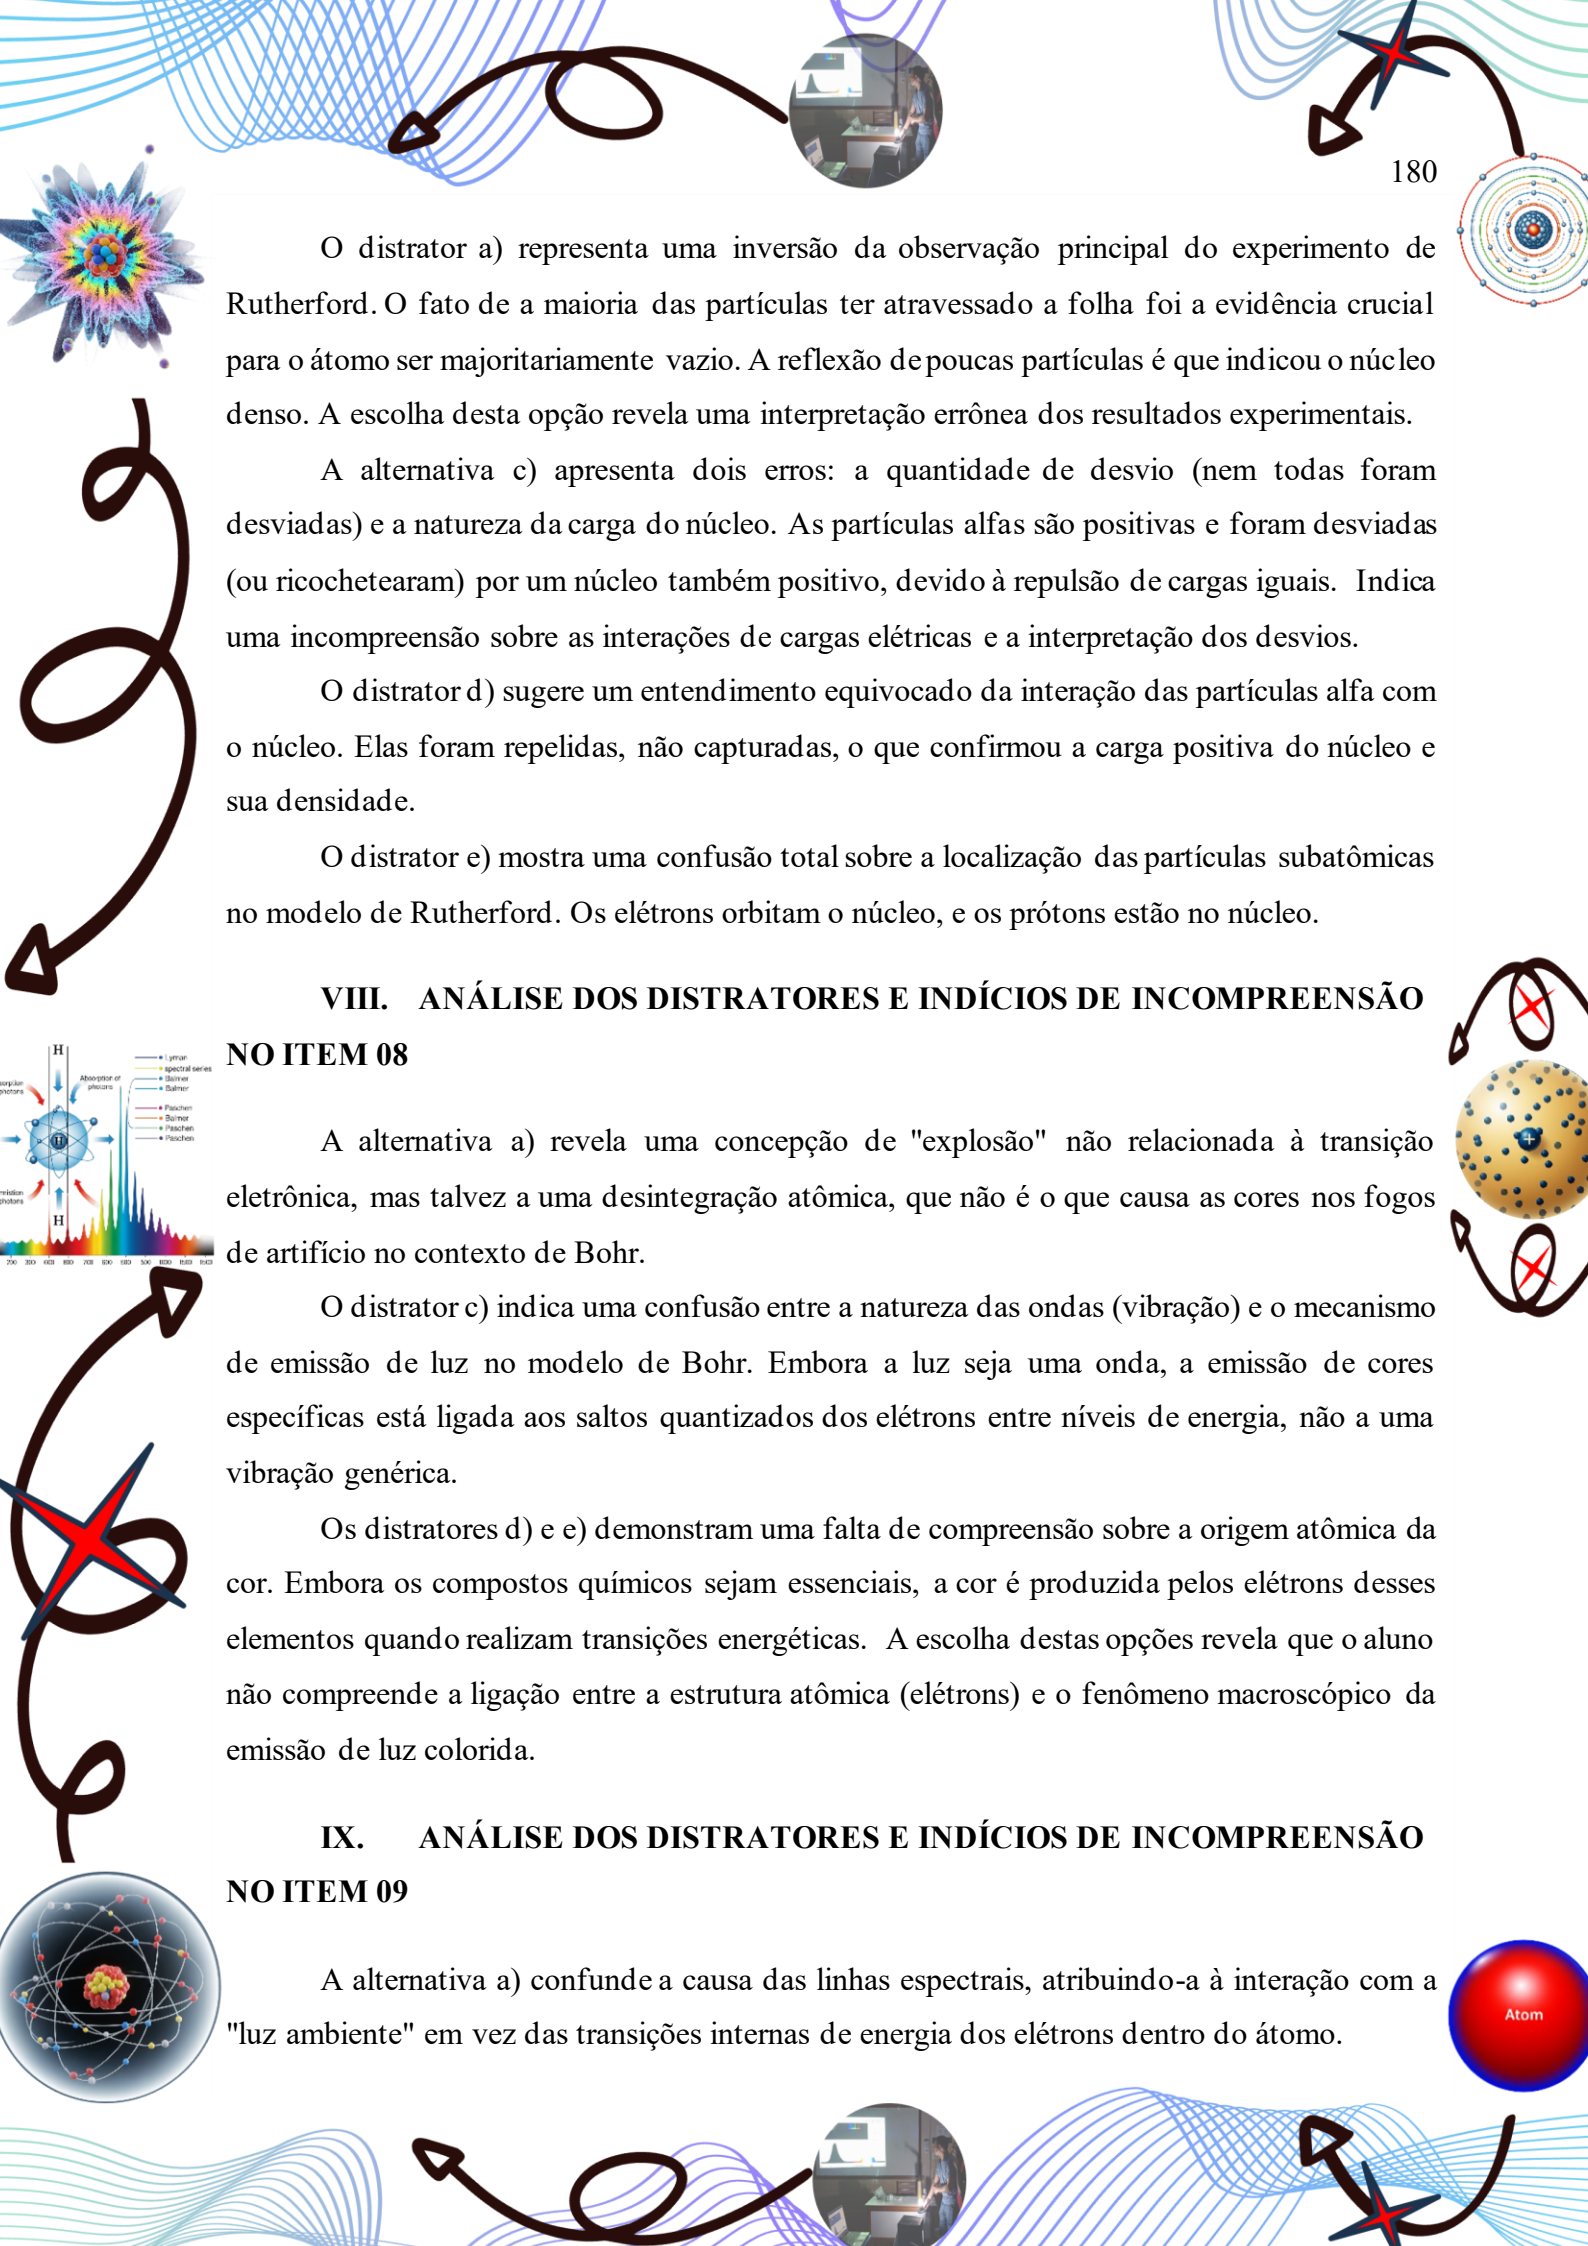 180
O distrator a) representa uma inversão da observação principal do experimento de
Rutherford. O fato de a maioria das partículas ter atravessado a folha foi a evidência crucial
para o átomo ser majoritariamente vazio. A reflexão de poucas partículas é que indicou o núcleo
denso. A escolha desta opção revela uma interpretação errônea dos resultados experimentais.
A alternativa c) apresenta dois erros: a quantidade de desvio (nem todas foram
desviadas) e a natureza da carga do núcleo. As partículas alfas são positivas e foram desviadas
(ou ricochetearam) por um núcleo também positivo, devido à repulsão de cargas iguais. Indica
uma incompreensão sobre as interações de cargas elétricas e a interpretação dos desvios.
O distrator d) sugere um entendimento equivocado da interação das partículas alfa com
o núcleo. Elas foram repelidas, não capturadas, o que confirmou a carga positiva do núcleo e
sua densidade.
O distrator e) mostra uma confusão total sobre a localização das partículas subatômicas
no modelo de Rutherford. Os elétrons orbitam o núcleo, e os prótons estão no núcleo.
VIII. ANÁLISE DOS DISTRATORES E INDÍCIOS DE INCOMPREENSÃO
NO ITEM 08
A alternativa a) revela uma concepção de "explosão" não relacionada à transição
eletrônica, mas talvez a uma desintegração atômica, que não é o que causa as cores nos fogos
de artifício no contexto de Bohr.
O distrator c) indica uma confusão entre a natureza das ondas (vibração) e o mecanismo
de emissão de luz no modelo de Bohr. Embora a luz seja uma onda, a emissão de cores
específicas está ligada aos saltos quantizados dos elétrons entre níveis de energia, não a uma
vibração genérica.
Os distratores d) e e) demonstram uma falta de compreensão sobre a origem atômica da
cor. Embora os compostos químicos sejam essenciais, a cor é produzida pelos elétrons desses
elementos quando realizam transições energéticas. A escolha destas opções revela que o aluno
não compreende a ligação entre a estrutura atômica (elétrons) e o fenômeno macroscópico da
emissão de luz colorida.
IX. ANÁLISE DOS DISTRATORES E INDÍCIOS DE INCOMPREENSÃO
NO ITEM 09
A alternativa a) confunde a causa das linhas espectrais, atribuindo-a à interação com a
"luz ambiente" em vez das transições internas de energia dos elétrons dentro do átomo.
H
Absorption of
photons
Lyman
spectral series
Balmer
Balmer
Paschen
Balmer
Paschen
Paschen
H
H
+
Atom